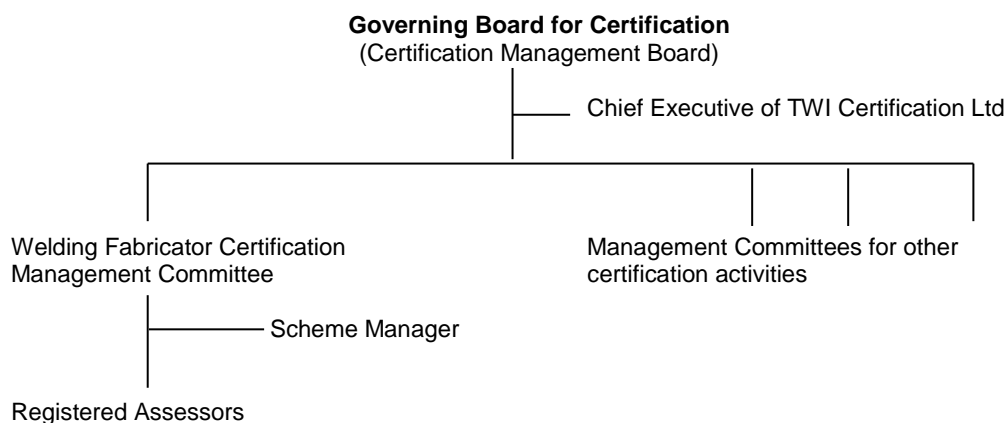 Governing Board for Certification
(Certification Management Board)
Chief Executive of TWI Certification Ltd
Welding Fabricator Certification
Management Committee
Management Committees for other
certification activities
Scheme Manager
Registered Assessors